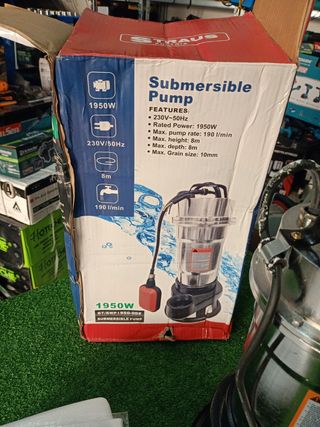 STRAUS
Submersible
Pump
FEATURES:
• 230V~50Hz
• Rated Power: 1950W
• Max. pump rate: 190 l/min
• Max. height: 8m
• Max. depth: 8m
• Max. Grain size: 10mm
1950W
230V/50Hz
8m
190 l/min
1950W
SUBMERSIBLE PUMP